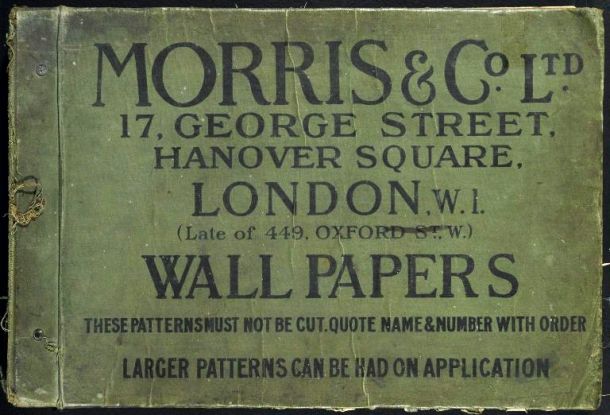 MORRIS & Co. LTD
17, GEORGE STREET,
HANOVER SQUARE,
LONDON, W.1.
(Late of 449, OXFORD ST. W.)
WALL PAPERS
THESE PATTERNS MUST NOT BE CUT. QUOTE NAME & NUMBER WITH ORDER
LARGER PATTERNS CAN BE HAD ON APPLICATION